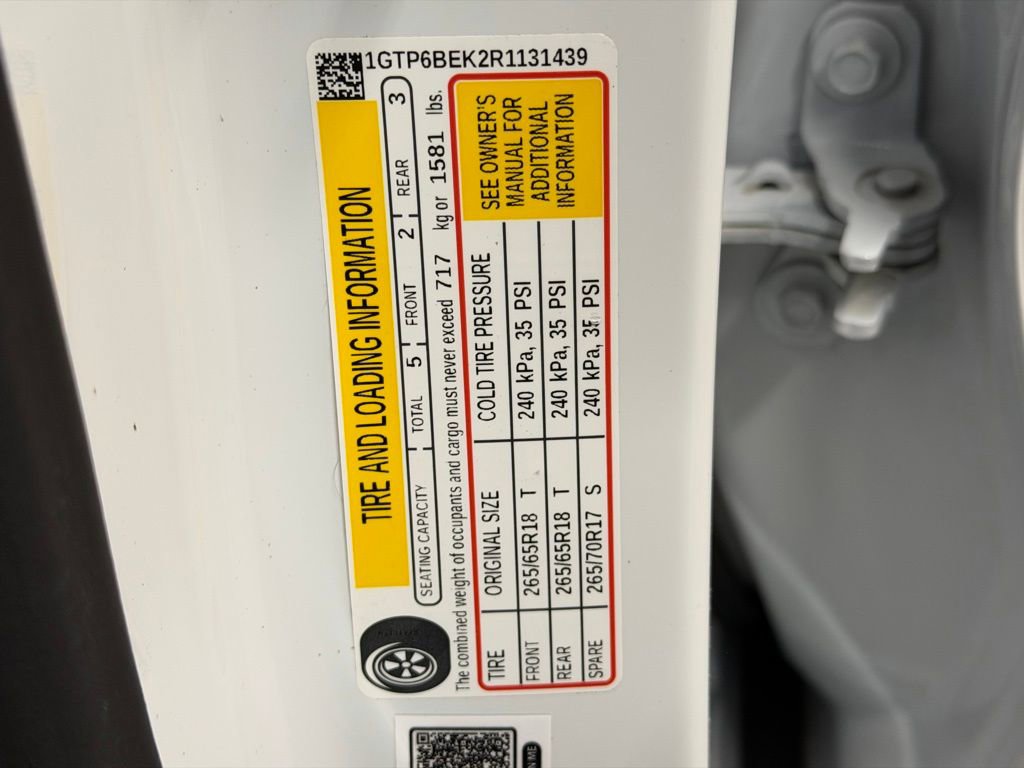 1GTP6BEK2R1131439
TIRE AND LOADING INFORMATION
SEATING CAPACITY TOTAL 5 FRONT 2 REAR 3
The combined weight of occupants and cargo must never exceed 717 kg or 1581 lbs.
TIRE ORIGINAL SIZE COLD TIRE PRESSURE
FRONT 265/65R18 T 240 kPa, 35 PSI
REAR 265/65R18 T 240 kPa, 35 PSI
SPARE 265/70R17 S 240 kPa, 35 PSI
SEE OWNER'S
MANUAL FOR
ADDITIONAL
INFORMATION